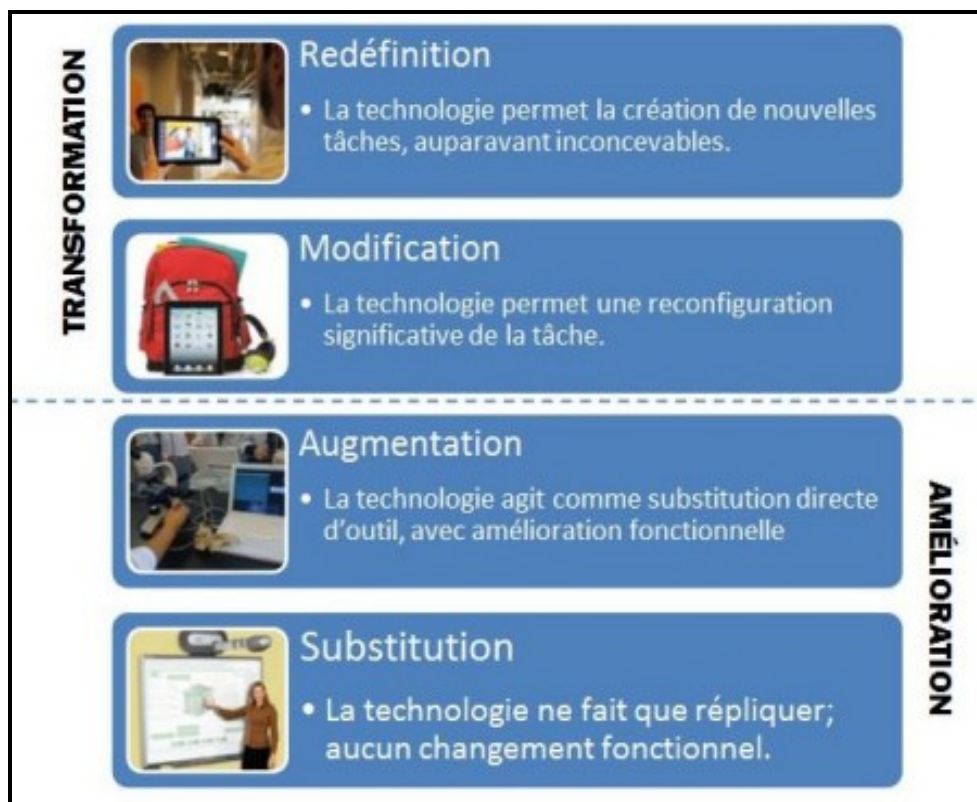 TRANSFORMATION
Redéfinition
• La technologie permet la création de nouvelles
tâches, auparavant inconcevables.
Modification
• La technologie permet une reconfiguration
significative de la tâche.
AMÉLIORATION
Augmentation
• La technologie agit comme substitution directe
d'outil, avec amélioration fonctionnelle
Substitution
• La technologie ne fait que répliquer;
aucun changement fonctionnel.